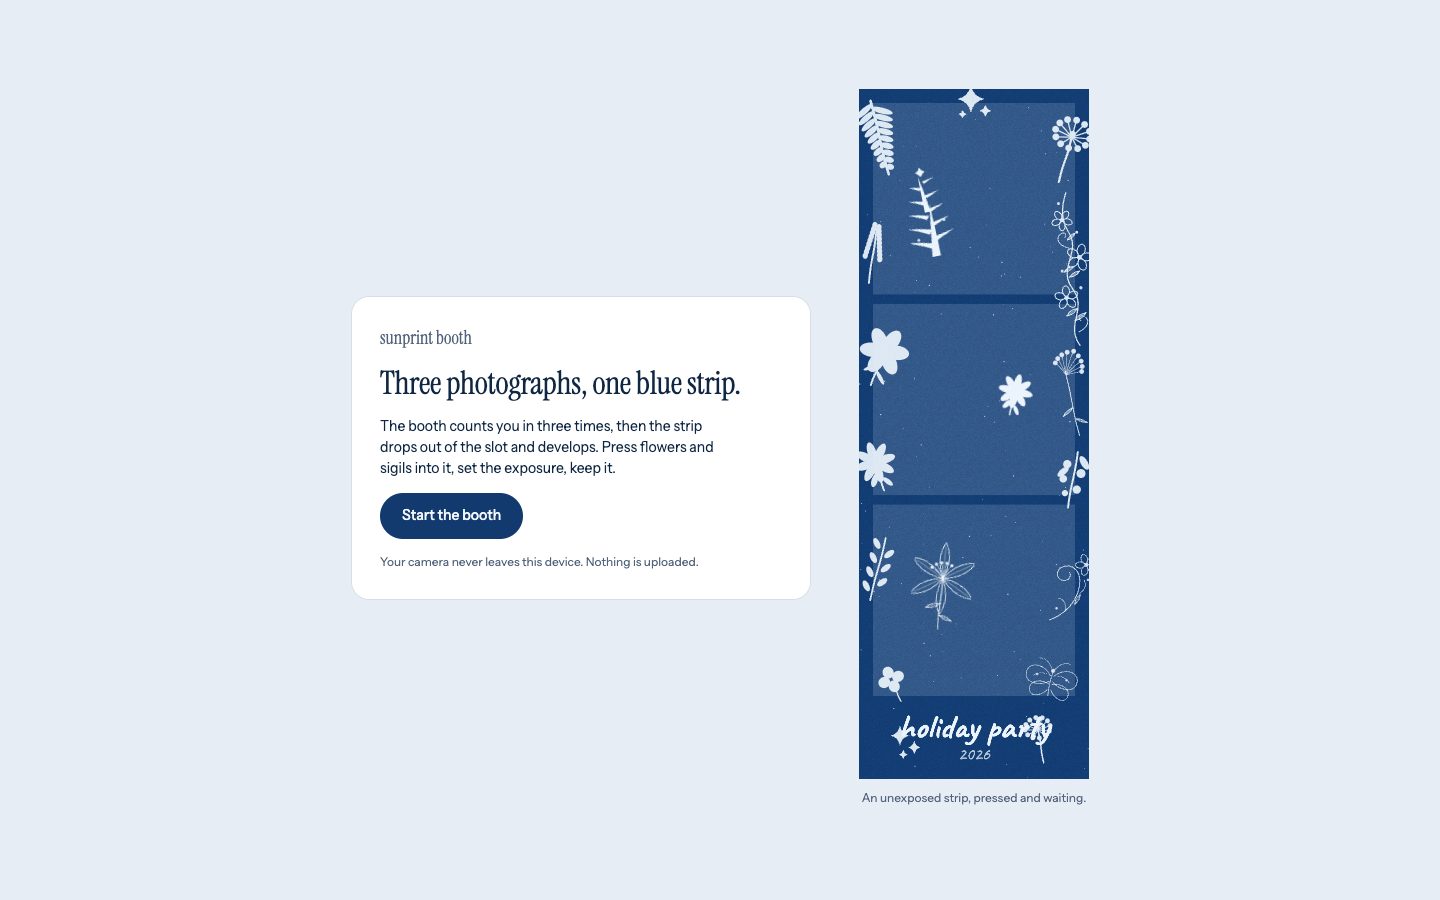 sunprint booth
Three photographs, one blue strip.
The booth counts you in three times, then the strip
drops out of the slot and develops. Press flowers and
sigils into it, set the exposure, keep it.
Start the booth
Your camera never leaves this device. Nothing is uploaded.
holiday party
2026
An unexposed strip, pressed and waiting.